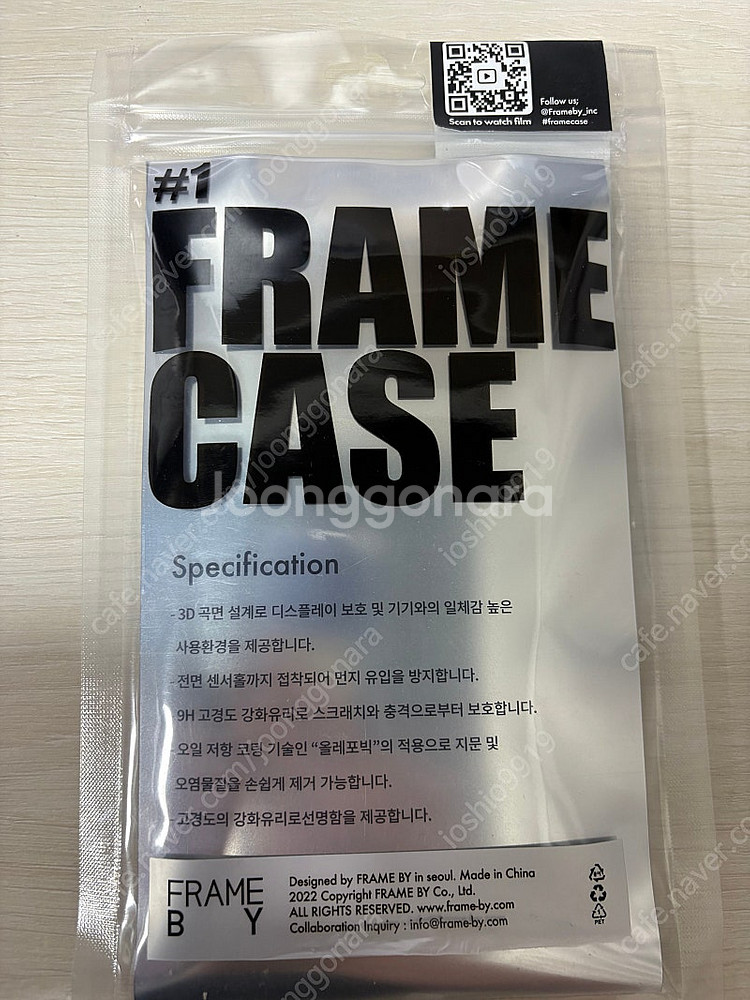 Scan to watch film
Follow us;
@Frameby_inc
#framecase
#1
FRAME
CASE
Joonggonara
Specification
- 3D 곡면 설계로 디스플레이 보호 및 기기와의 일체감 높은
사용환경을 제공합니다.
- 전면 센서홀까지 접착되어 먼지 유입을 방지합니다.
- 9H 고경도 강화유리로 스크래치와 충격으로부터 보호합니다.
- 오일 저항 코팅 기술인 “올레포빅”의 적용으로 지문 및
오염물질을 손쉽게 제거 가능합니다.
- 고경도의 강화유리로선명함을 제공합니다.
FRAME
B Y
Designed by FRAME BY in seoul. Made in China
2022 Copyright FRAME BY Co., Ltd.
ALL RIGHTS RESERVED. www.frame-by.com
Collaboration Inquiry : info@frame-by.com
PET
cafe.naver.com/joonggonara
joshio9919